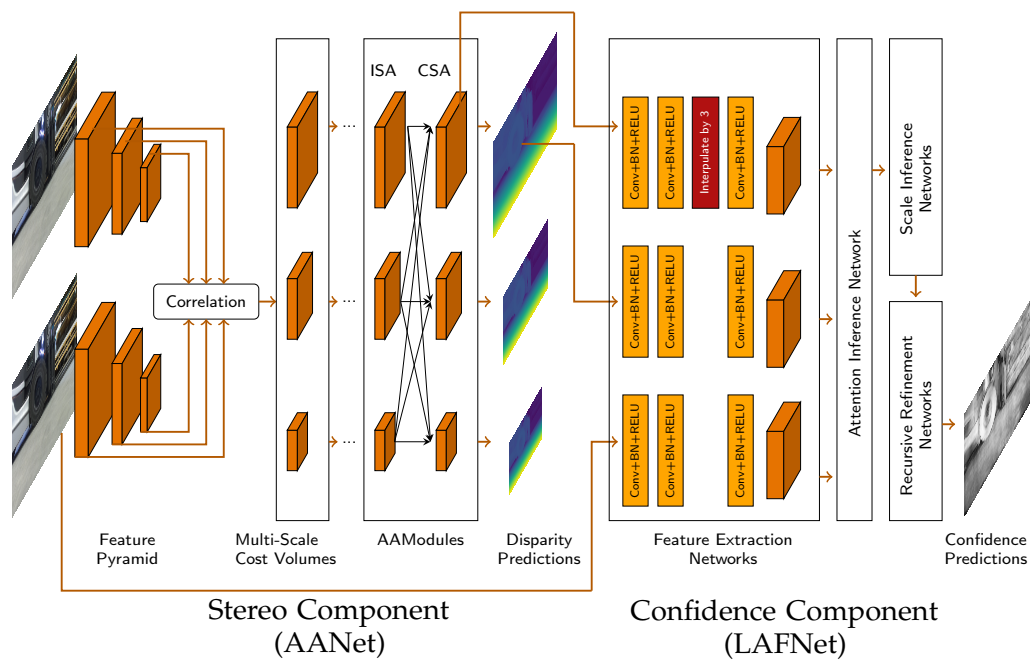 ISA
CSA
...
...
...
Correlation
Conv+BN+RELU
Conv+BN+RELU
Interpulate by 3
Conv+BN+RELU
Conv+BN+RELU
Conv+BN+RELU
Conv+BN+RELU
Conv+BN+RELU
Conv+BN+RELU
Conv+BN+RELU
Attention Inference Network
Scale Inference
Networks
Recursive Refinement
Networks
Feature
Pyramid
Multi-Scale
Cost Volumes
AAModules
Disparity
Predictions
Feature Extraction
Networks
Confidence
Predictions
Stereo Component
(AANet)
Confidence Component
(LAFNet)